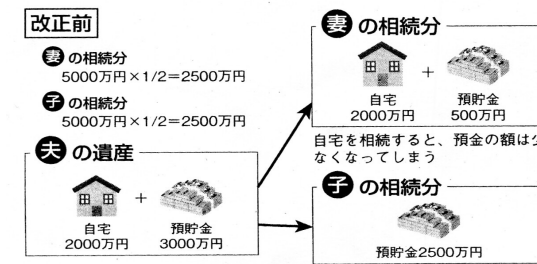 改正前
妻の相続分
5000万円×1/2=2500万円
子の相続分
5000万円×1/2=2500万円
夫の遺産
自宅
2000万円
+
預貯金
3000万円
妻の相続分
自宅
2000万円
+
預貯金
500万円
自宅を相続すると、預金の額は少
なくなってしまう
子の相続分
預貯金2500万円